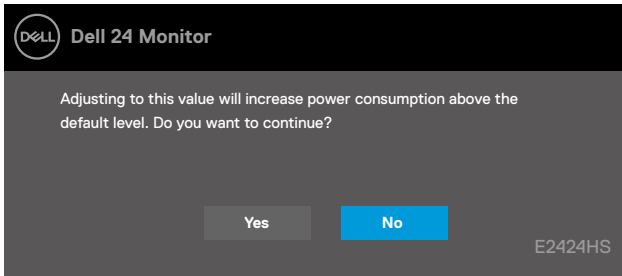 DELL Dell 24 Monitor
Adjusting to this value will increase power consumption above the
default level. Do you want to continue?
Yes No
E2424HS